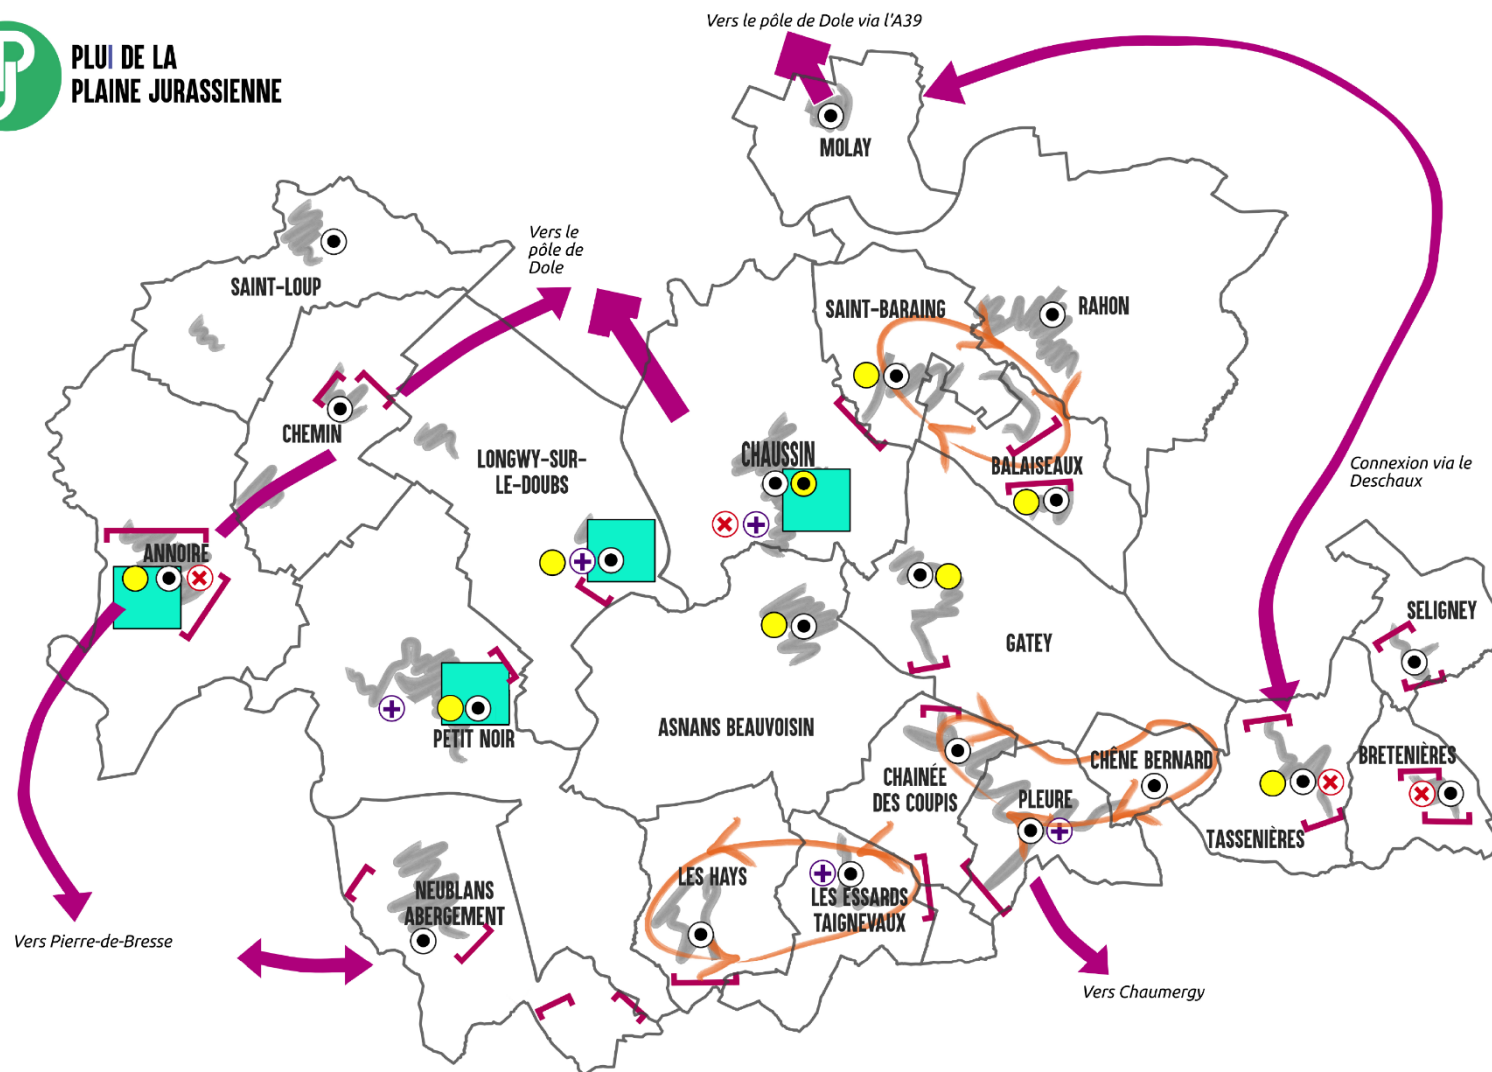 PLUI DE LA
PLAINE JURASSIENNE
Vers le pôle de Dole via l'A39
MOLAY
Vers le
pôle de
Dole
SAINT-LOUP
SAINT-BARAING
RAHON
CHEMIN
LONGWY-SUR-
LE-DOUBS
CHAUSSIN
BALAISEAUX
Connexion via le
Deschaux
ANNOIRE
SELIGNEY
GATEY
PETIT NOIR
ASNANS BEAUVOISIN
CHAINÉE
DES COUPIS
CHÊNE BERNARD
BRETENIÈRES
PLEURE
TASSENIÈRES
LES HAYS
NEUBLANS
ABERGEMENT
LES ESSARDS
TAIGNEVAUX
Vers Pierre-de-Bresse
Vers Chaumergy